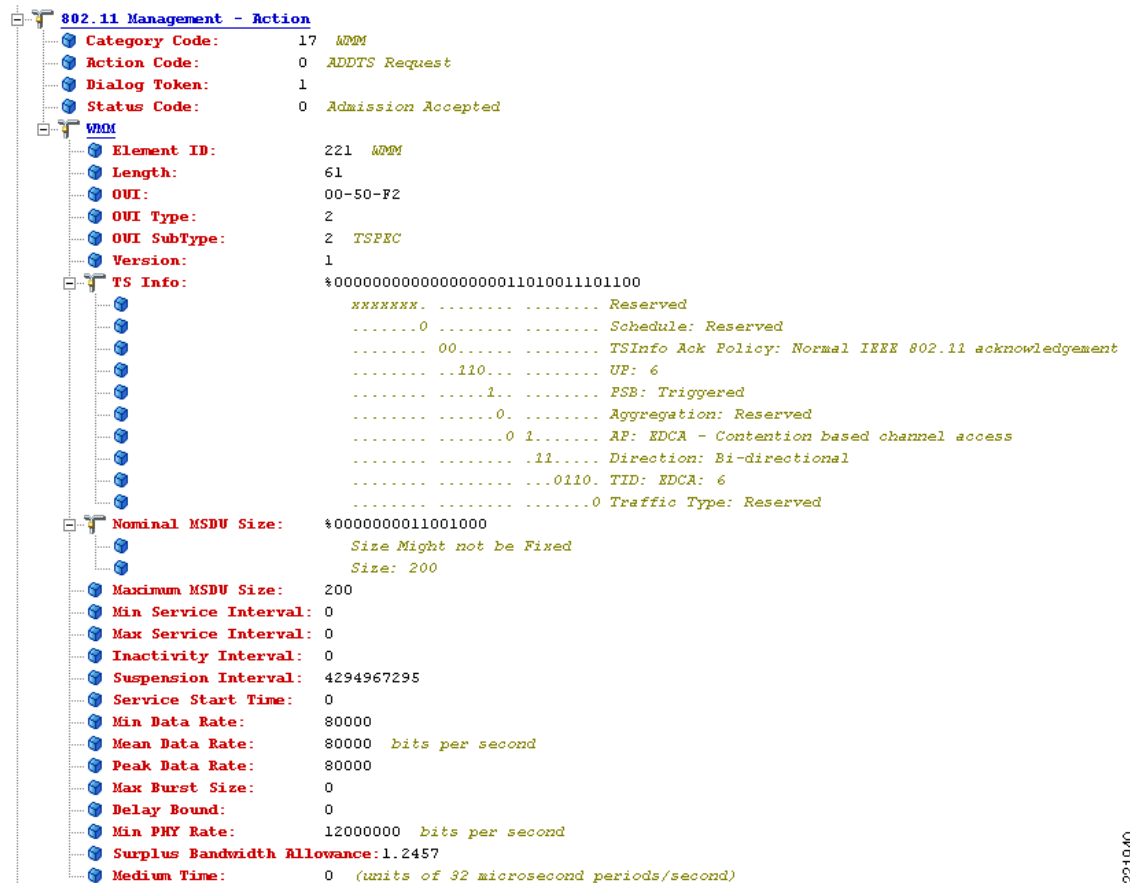 802.11 Management - Action
Category Code: 17 WMM
Action Code: 0 ADDTS Request
Dialog Token: 1
Status Code: 0 Admission Accepted
WMM
Element ID: 221 WMM
Length: 61
OUI: 00-50-F2
OUI Type: 2
OUI SubType: 2 TSPEC
Version: 1
TS Info: %00000000000000000011010011101100
xxxxxxx. ........ ........ Reserved
.......0 ........ ........ Schedule: Reserved
........ 00...... ........ TSInfo Ack Policy: Normal IEEE 802.11 acknowledgement
........ ..110... ........ UP: 6
........ .....1.. ........ PSB: Triggered
........ ......0. ........ Aggregation: Reserved
........ .......0 1....... AP: EDCA - Contention based channel access
........ ........ .11..... Direction: Bi-directional
........ ........ ...0110. TID: EDCA: 6
........ ........ .......0 Traffic Type: Reserved
Nominal MSDU Size: %0000000011001000
Size Might not be Fixed
Size: 200
Maximum MSDU Size: 200
Min Service Interval: 0
Max Service Interval: 0
Inactivity Interval: 0
Suspension Interval: 4294967295
Service Start Time: 0
Min Data Rate: 80000
Mean Data Rate: 80000 bits per second
Peak Data Rate: 80000
Max Burst Size: 0
Delay Bound: 0
Min PHY Rate: 12000000 bits per second
Surplus Bandwidth Allowance:1.2457
Medium Time: 0 (units of 32 microsecond periods/second)
221940